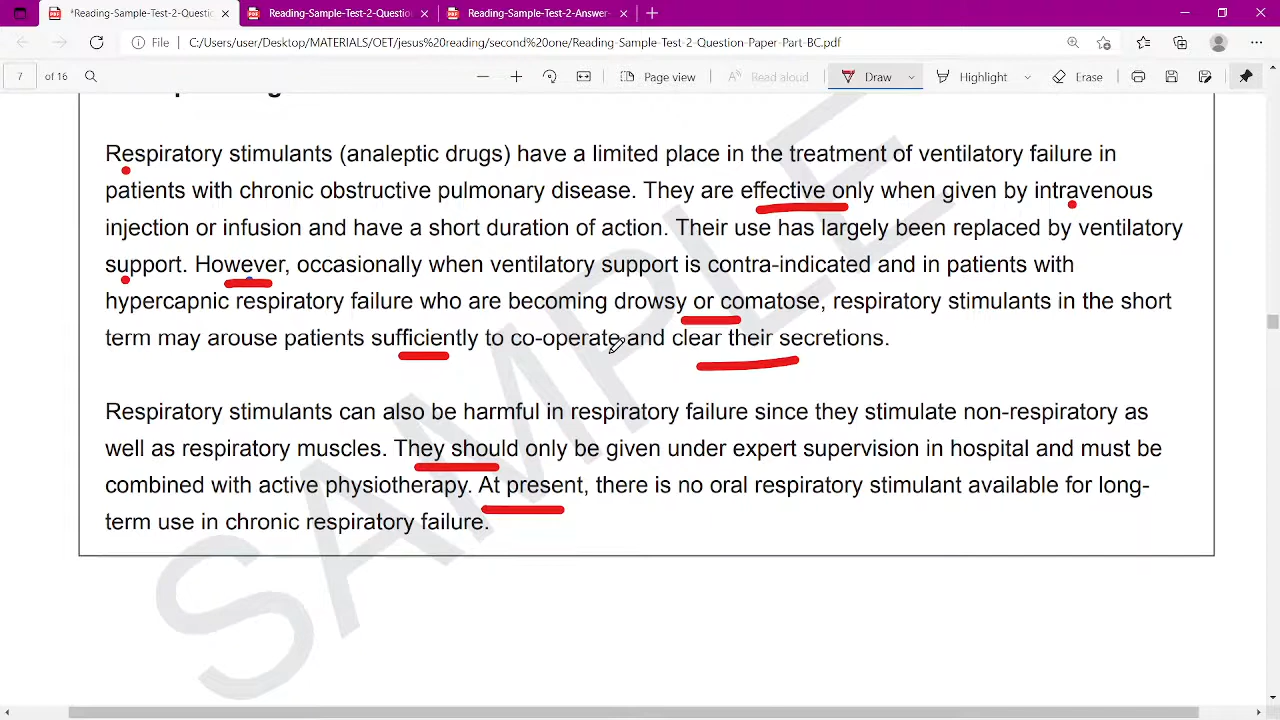 *Reading-Sample-Test-2-Questio
Reading-Sample-Test-2-Questio
Reading-Sample-Test-2-Answer-
File
C:/Users/user/Desktop/MATERIALS/OET/jesus%20reading/second%20one/Reading-Sample-Test-2-Question-Paper-Part-BC.pdf
7 of 16
Page view
Read aloud
Draw
Highlight
Erase
Respiratory stimulants (analeptic drugs) have a limited place in the treatment of ventilatory failure in
patients with chronic obstructive pulmonary disease. They are effective only when given by intravenous
injection or infusion and have a short duration of action. Their use has largely been replaced by ventilatory
support. However, occasionally when ventilatory support is contra-indicated and in patients with
hypercapnic respiratory failure who are becoming drowsy or comatose, respiratory stimulants in the short
term may arouse patients sufficiently to co-operate and clear their secretions.
Respiratory stimulants can also be harmful in respiratory failure since they stimulate non-respiratory as
well as respiratory muscles. They should only be given under expert supervision in hospital and must be
combined with active physiotherapy. At present, there is no oral respiratory stimulant available for long-
term use in chronic respiratory failure.
SAMPLE